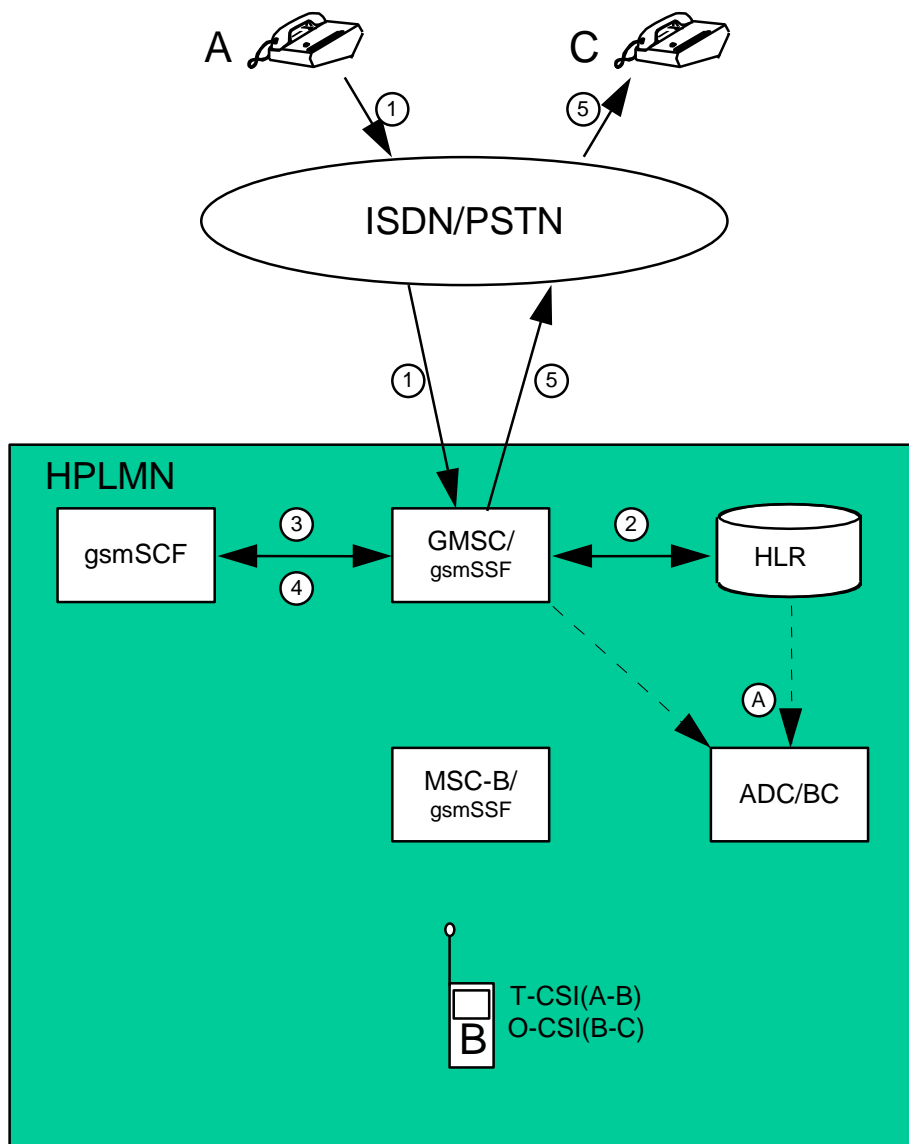 A
C
1
5
ISDN/PSTN
1
5
HPLMN
gsmSCF
3
4
GMSC/
gsmSSF
2
HLR
A
MSC-B/
gsmSSF
ADC/BC
B
T-CSI(A-B)
O-CSI(B-C)